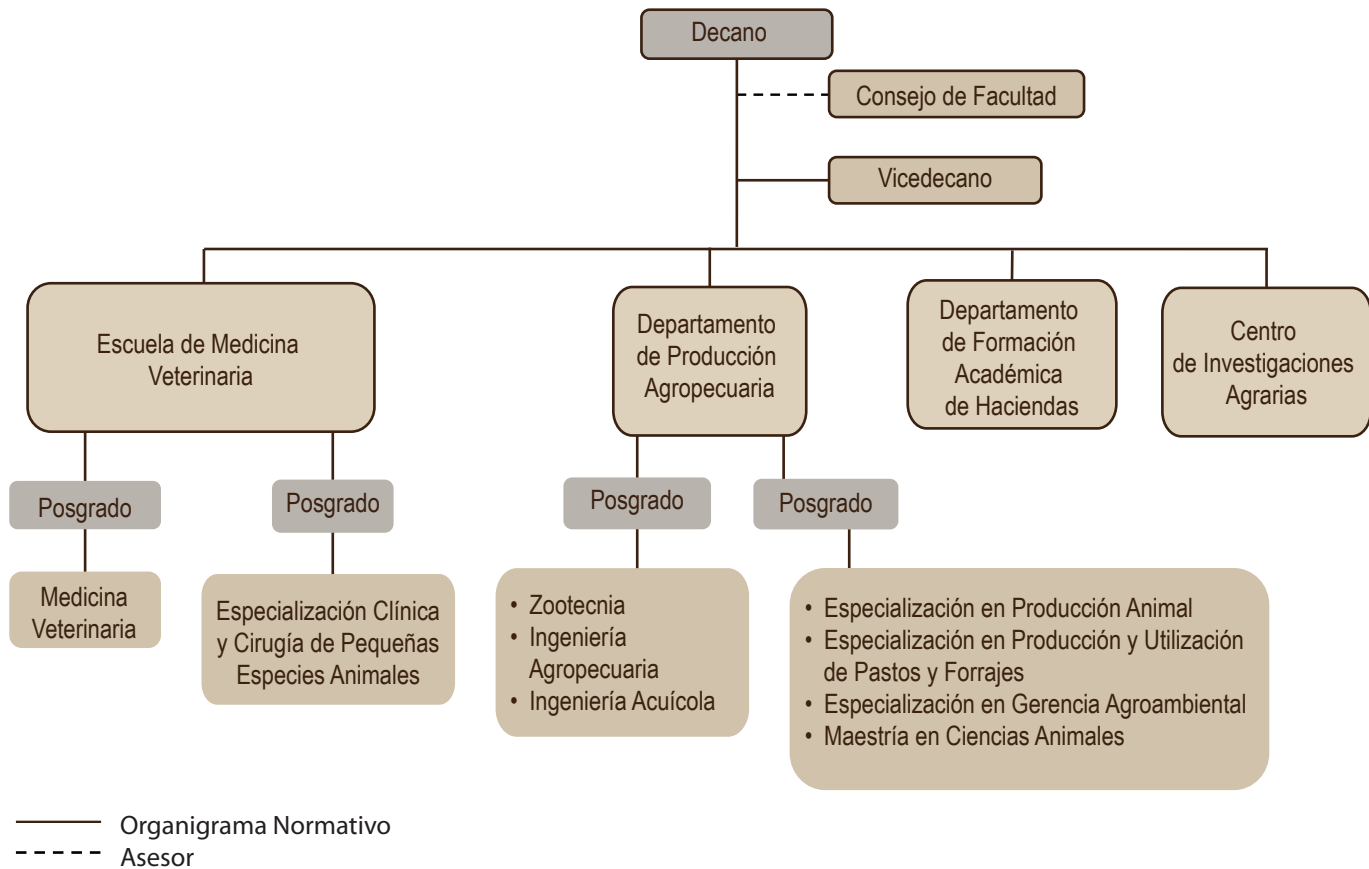 Decano
Consejo de Facultad
Vicedecano
Escuela de Medicina
Veterinaria
Departamento
de Producción
Agropecuaria
Departamento
de Formación
Académica
de Haciendas
Centro
de Investigaciones
Agrarias
Posgrado
Posgrado
Posgrado
Posgrado
Medicina
Veterinaria
Especialización Clínica
y Cirugía de Pequeñas
Especies Animales
• Zootecnia
• Ingeniería
Agropecuaria
• Ingeniería Acuícola
• Especialización en Producción Animal
• Especialización en Producción y Utilización
de Pastos y Forrajes
• Especialización en Gerencia Agroambiental
• Maestría en Ciencias Animales
Organigrama Normativo
Asesor